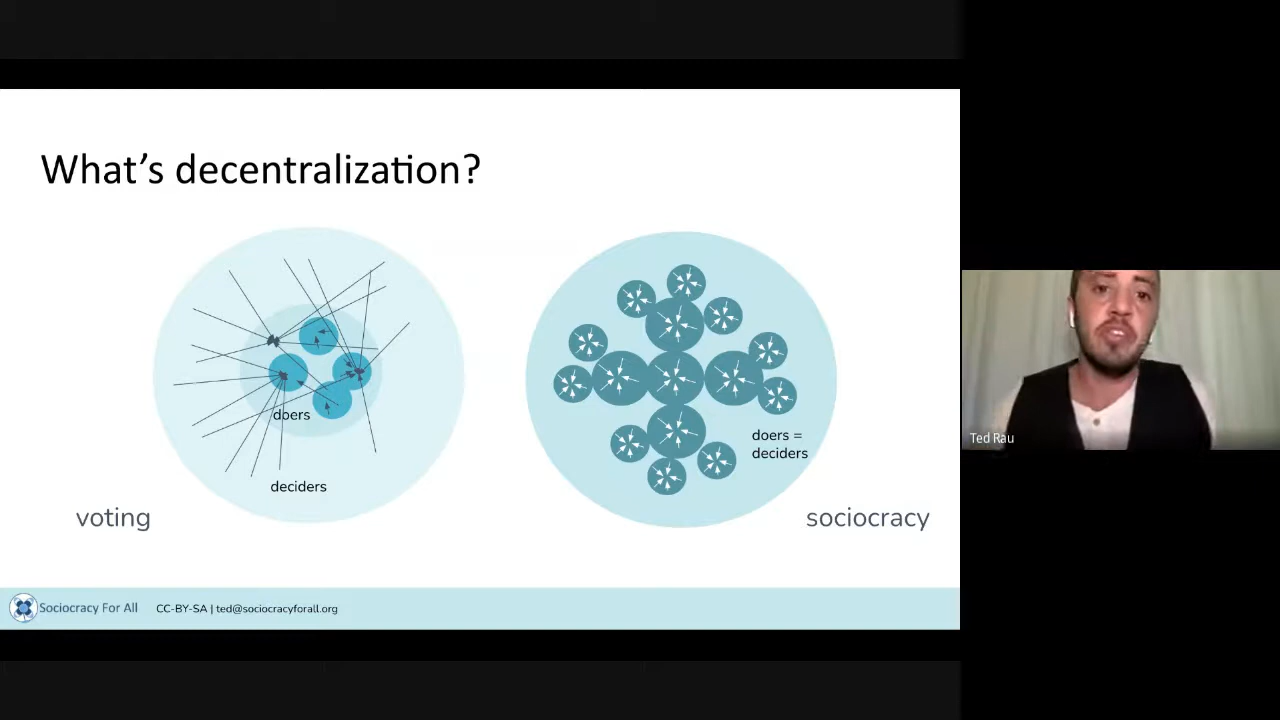 What's decentralization?
doers
deciders
voting
doers =
deciders
sociocracy
Sociocracy For All
CC-BY-SA | ted@sociocracyforall.org
Ted Rau